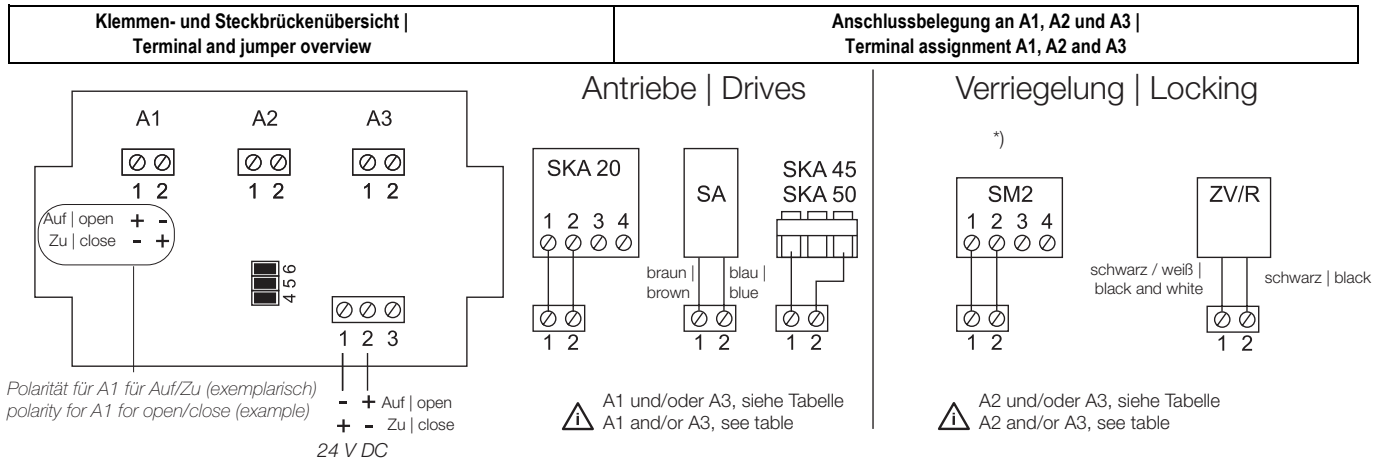 Klemmen- und Steckbrückenübersicht |
Terminal and jumper overview
Anschlussbelegung an A1, A2 und A3 |
Terminal assignment A1, A2 and A3
A1
A2
A3
1 2
1 2
1 2
Auf | open + -
Zu | close - +
4 5 6
1 2 3
- + Auf | open
+ - Zu | close
24 V DC
Polarität für A1 für Auf/Zu (exemplarisch)
polarity for A1 for open/close (example)
Antriebe | Drives
SKA 20
1 2 3 4
1 2
SA
braun |
brown
blau |
blue
1 2
SKA 45
SKA 50
1 2
A1 und/oder A3, siehe Tabelle
A1 and/or A3, see table
Verriegelung | Locking
*)
SM2
1 2 3 4
1 2
ZV/R
schwarz / weiß |
black and white
schwarz | black
1 2
A2 und/oder A3, siehe Tabelle
A2 and/or A3, see table